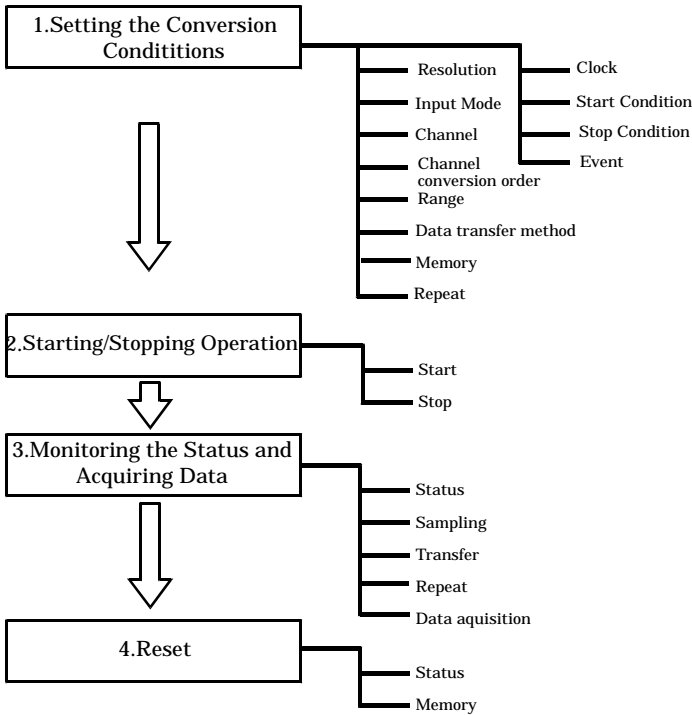 1.Setting the Conversion
Condititions
Resolution
Input Mode
Channel
Channel
conversion order
Range
Data transfer method
Memory
Repeat
Clock
Start Condition
Stop Condition
Event
2.Starting/Stopping Operation
Start
Stop
3.Monitoring the Status and
Acquiring Data
Status
Sampling
Transfer
Repeat
Data aquisition
4.Reset
Status
Memory